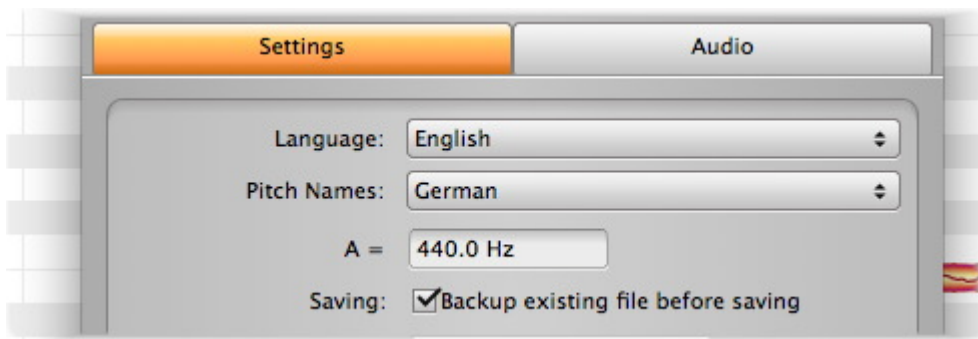 Settings Audio
Language: English
Pitch Names: German
A = 440.0 Hz
Saving: Backup existing file before saving